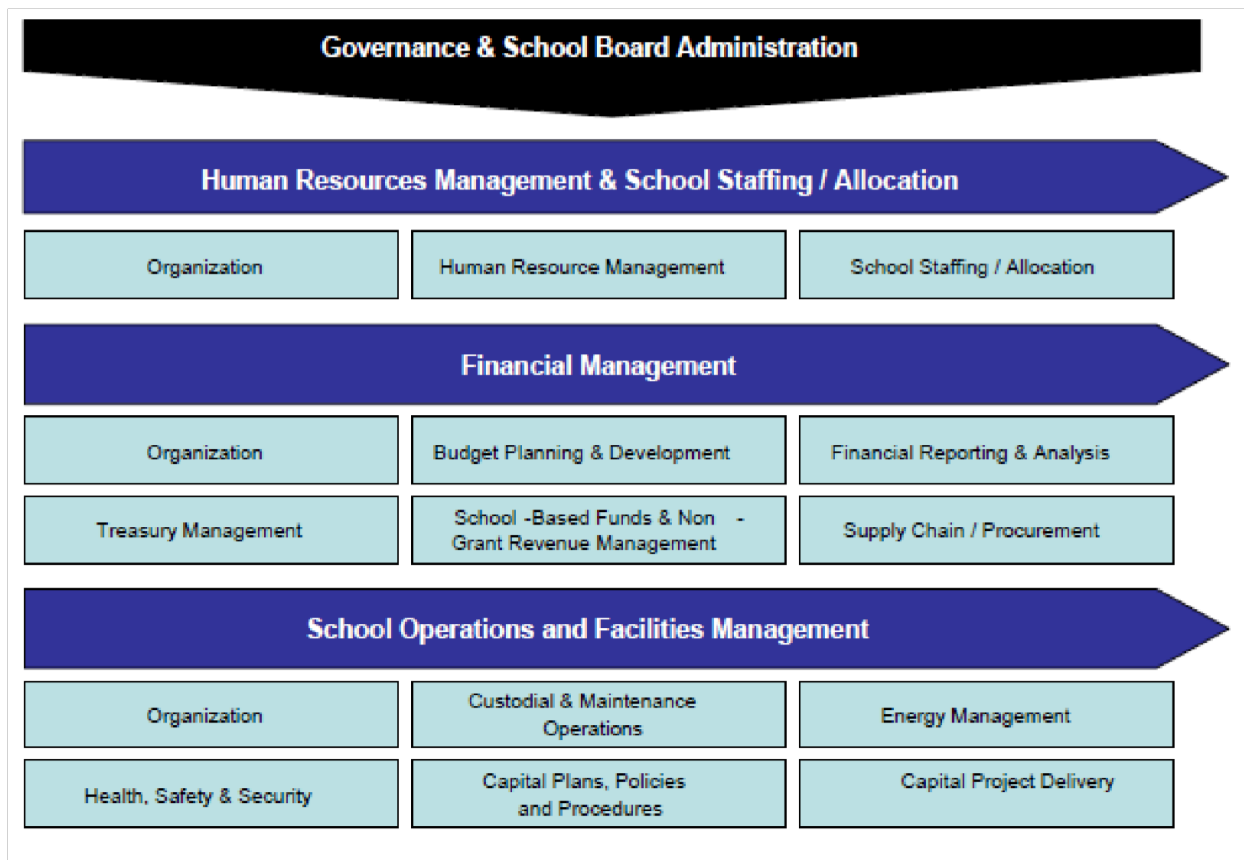 Governance & School Board Administration
Human Resources Management & School Staffing / Allocation
Organization
Human Resource Management
School Staffing / Allocation
Financial Management
Organization
Budget Planning & Development
Financial Reporting & Analysis
Treasury Management
School -Based Funds & Non -
Grant Revenue Management
Supply Chain / Procurement
School Operations and Facilities Management
Organization
Custodial & Maintenance
Operations
Energy Management
Health, Safety & Security
Capital Plans, Policies
and Procedures
Capital Project Delivery